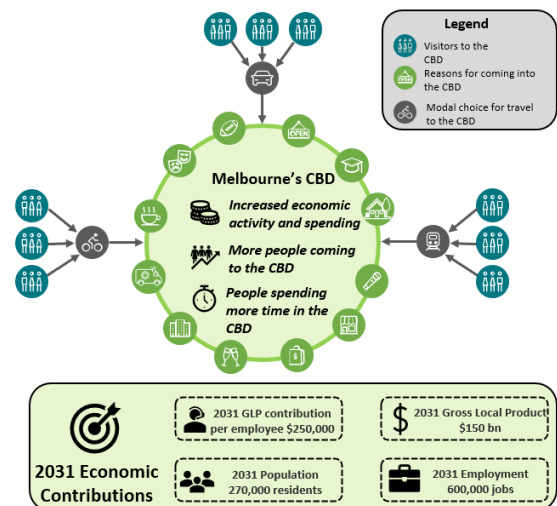 Legend
Visitors to the
CBD
Reasons for coming into
the CBD
Modal choice for travel
to the CBD
OPEN
Melbourne's CBD
Increased economic
activity and spending
More people coming
to the CBD
People spending
more time in the
CBD
2031 Economic
Contributions
2031 GLP contribution
per employee $250,000
$
2031 Gross Local Product
$150 bn
2031 Population
270,000 residents
2031 Employment
600,000 jobs